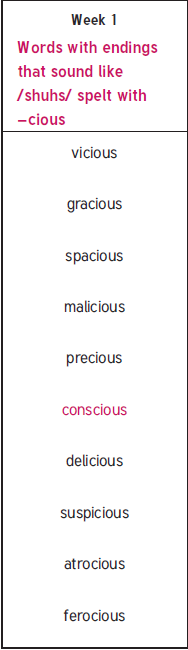 Week 1
Words with endings
that sound like
/shuhs/ spelt with
–cious
vicious
gracious
spacious
malicious
precious
conscious
delicious
suspicious
atrocious
ferocious